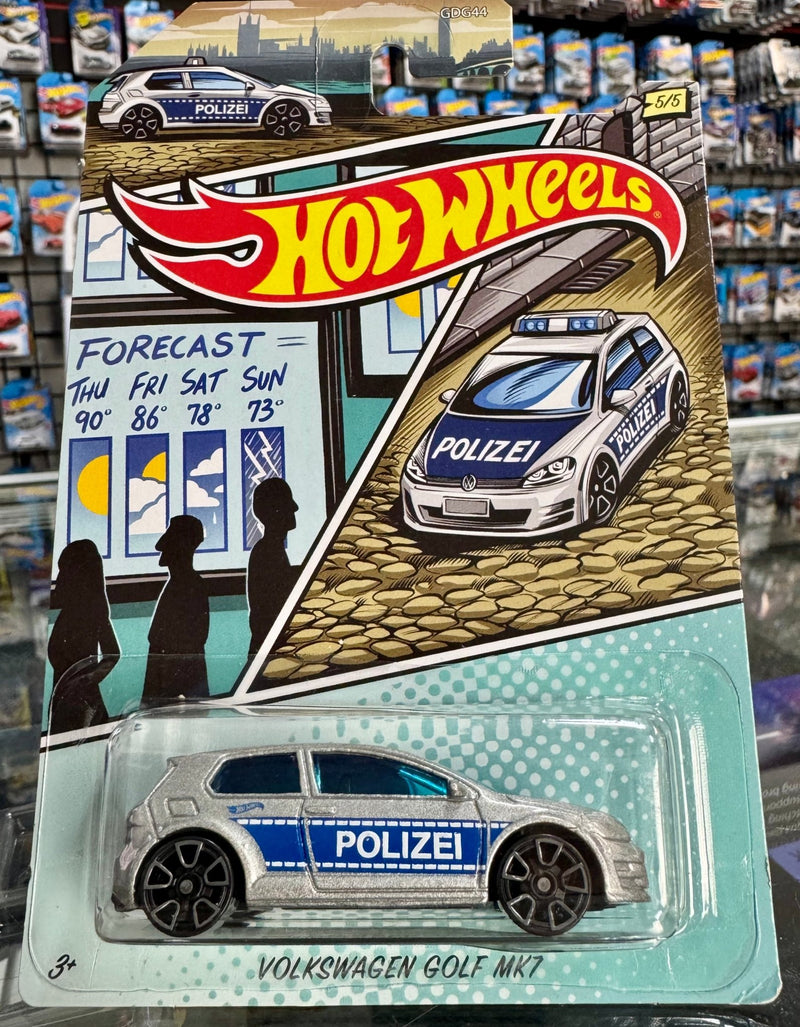 GDG44
POLIZEI
5/5
HOT WHEELS
®
FORECAST =
THU FRI SAT SUN
90° 86° 78° 73°
POLIZEI
POLIZEI
POLIZEI
3+
VOLKSWAGEN GOLF MK7